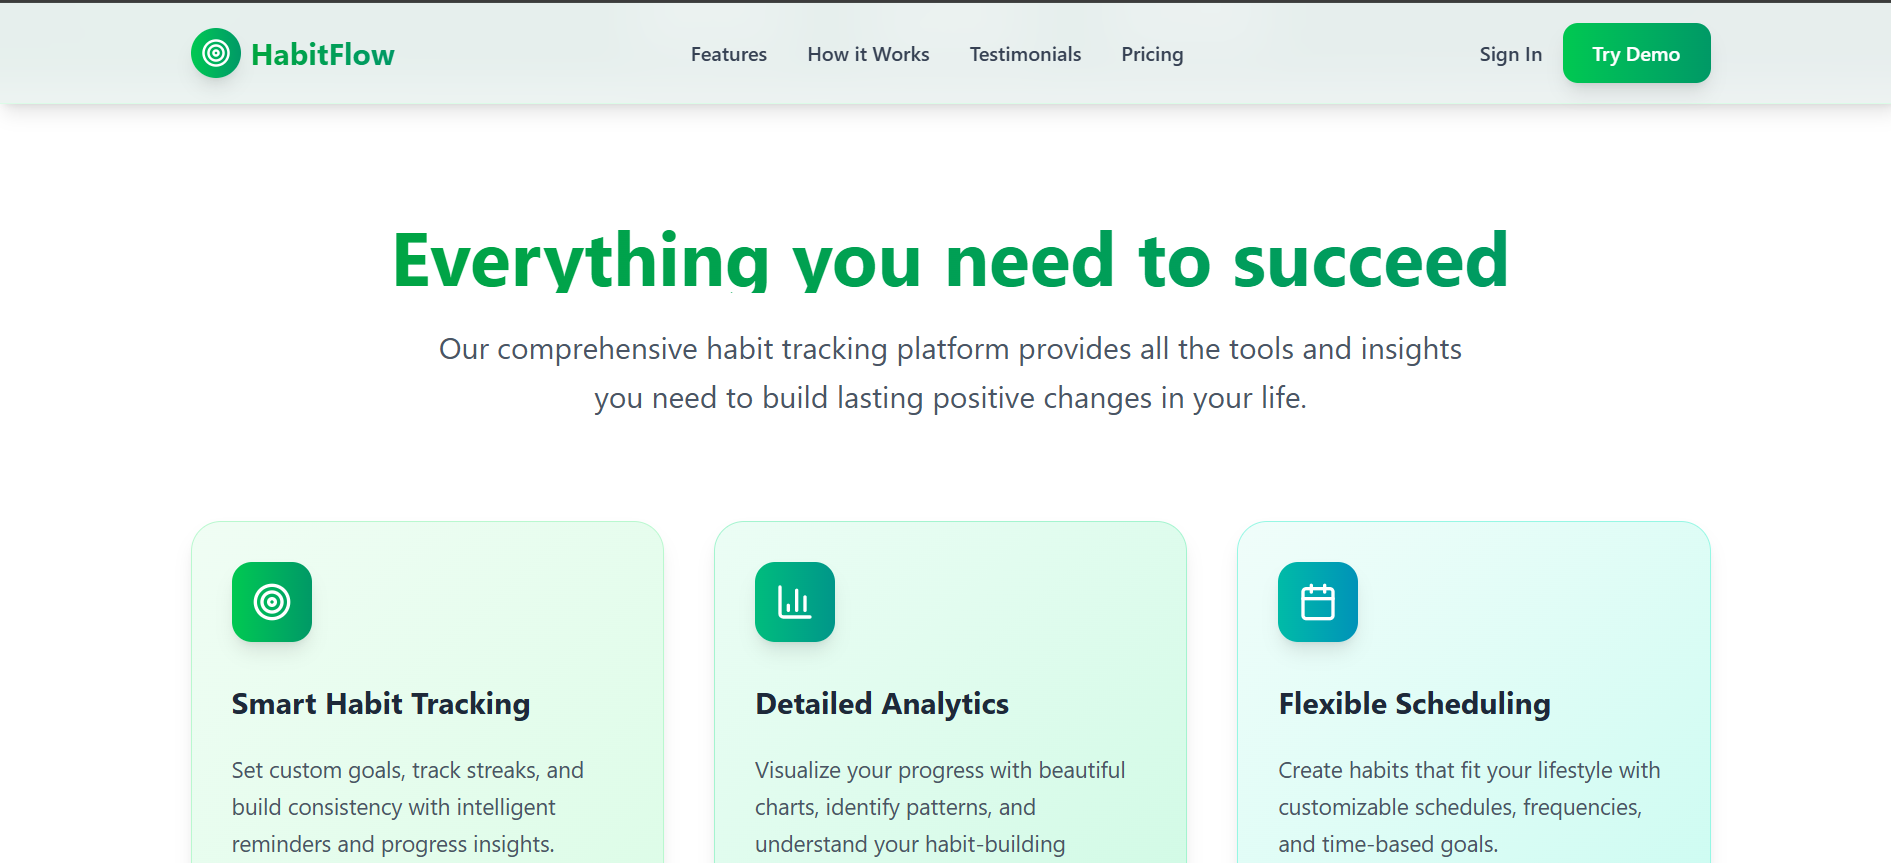 HabitFlow
Features
How it Works
Testimonials
Pricing
Sign In
Try Demo
Everything you need to succeed
Our comprehensive habit tracking platform provides all the tools and insights
you need to build lasting positive changes in your life.
Smart Habit Tracking
Set custom goals, track streaks, and
build consistency with intelligent
reminders and progress insights.
Detailed Analytics
Visualize your progress with beautiful
charts, identify patterns, and
understand your habit-building
Flexible Scheduling
Create habits that fit your lifestyle with
customizable schedules, frequencies,
and time-based goals.